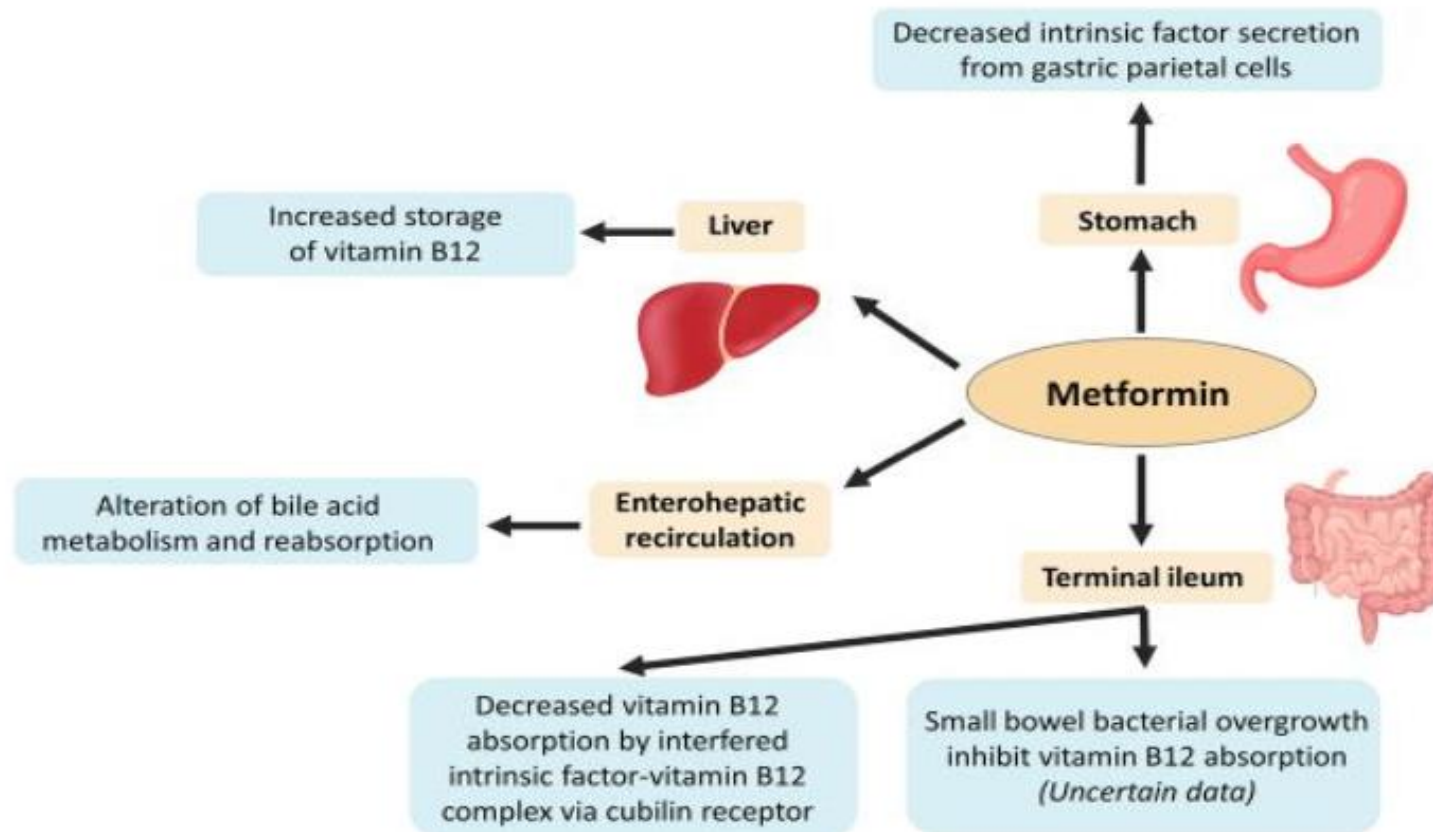 Decreased intrinsic factor secretion
from gastric parietal cells
Increased storage
of vitamin B12
Liver
Stomach
Metformin
Alteration of bile acid
metabolism and reabsorption
Enterohepatic
recirculation
Terminal ileum
Decreased vitamin B12
absorption by interfered
intrinsic factor-vitamin B12
complex via cubilin receptor
Small bowel bacterial overgrowth
inhibit vitamin B12 absorption
(Uncertain data)